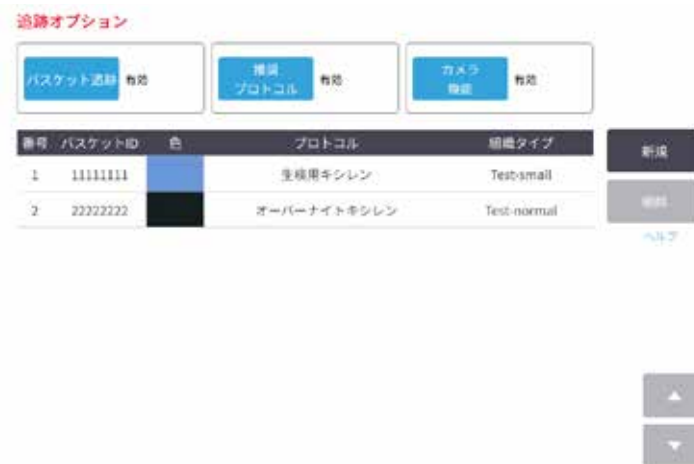 追跡オプション
バスケット追跡 有効
推奨
プロトコル 有効
カメラ
機能 有効
番号 バスケットID 色 プロトコル 組織タイプ
1 11111111 生検用キシレン Test-small
2 22222222 オーバーナイトキシレン Test-normal
新規
削除
ヘルプ